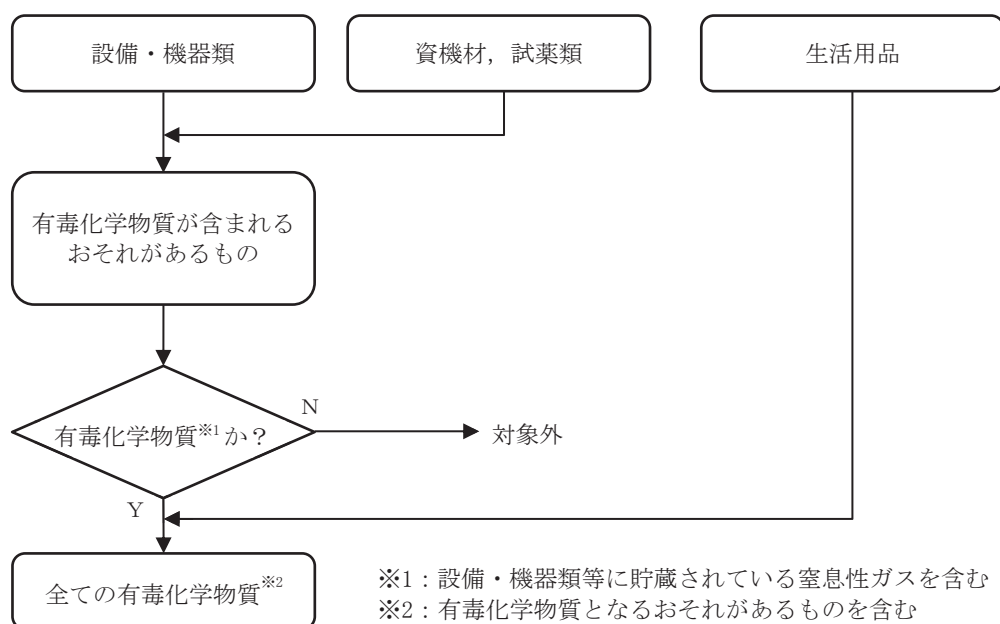 設備・機器類
資機材，試薬類
生活用品
有毒化学物質が含まれる
おそれがあるもの
有毒化学物質※1か？
N
対象外
Y
全ての有毒化学物質※2
※1：設備・機器類等に貯蔵されている窒息性ガスを含む
※2：有毒化学物質となるおそれがあるものを含む